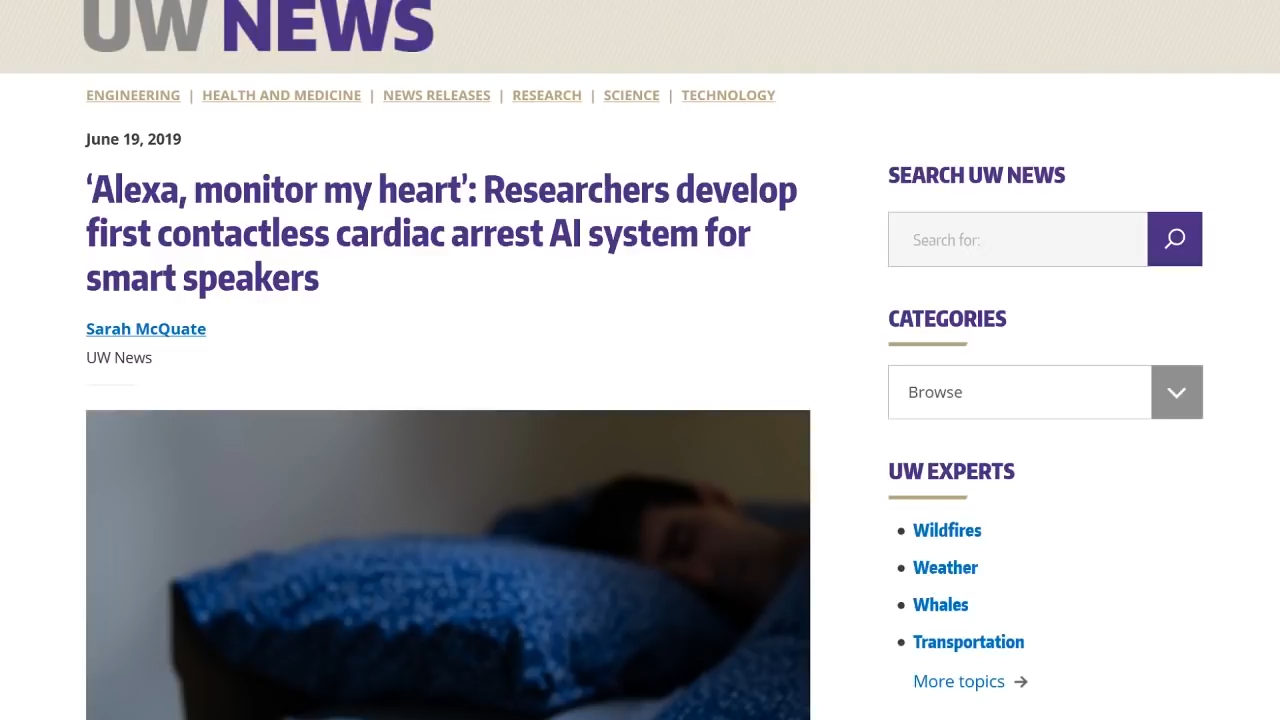 UW NEWS
ENGINEERING | HEALTH AND MEDICINE | NEWS RELEASES | RESEARCH | SCIENCE | TECHNOLOGY
June 19, 2019
‘Alexa, monitor my heart’: Researchers develop
first contactless cardiac arrest AI system for
smart speakers
Sarah McQuate
UW News
SEARCH UW NEWS
Search for:
CATEGORIES
Browse
UW EXPERTS
Wildfires
Weather
Whales
Transportation
More topics →